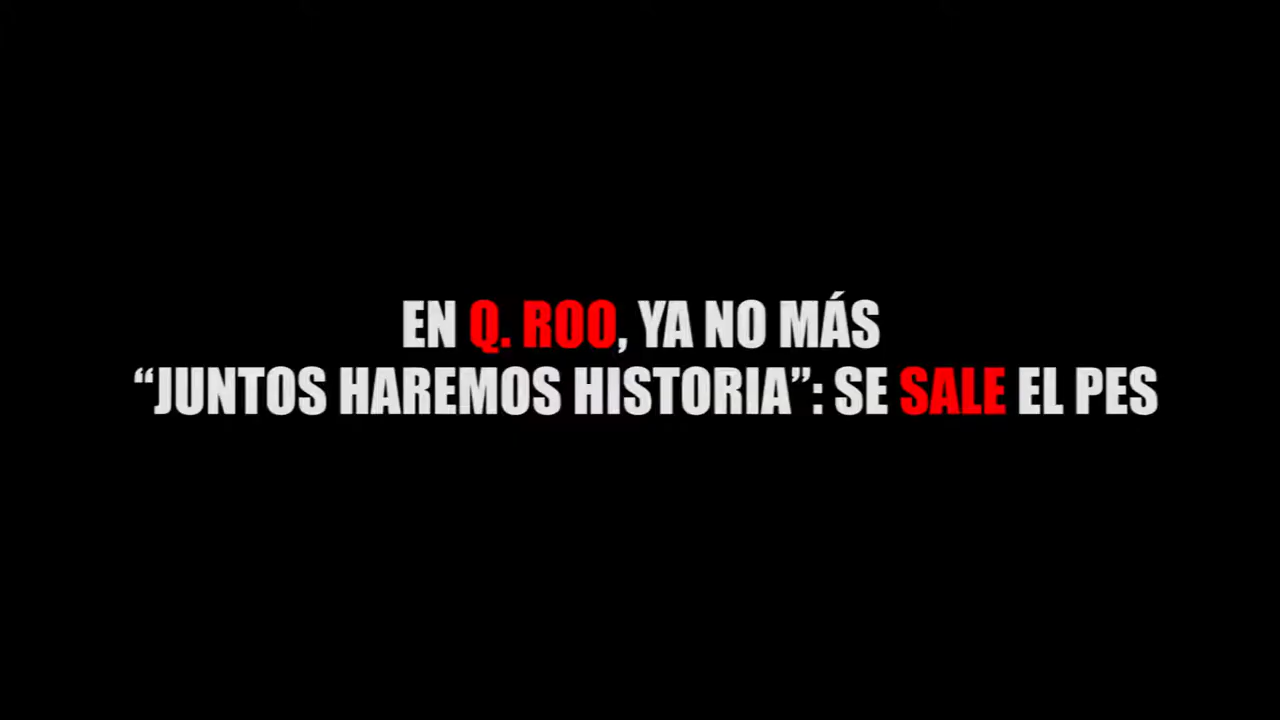 EN Q. ROO, YA NO MÁS
“JUNTOS HAREMOS HISTORIA”: SE SALE EL PES